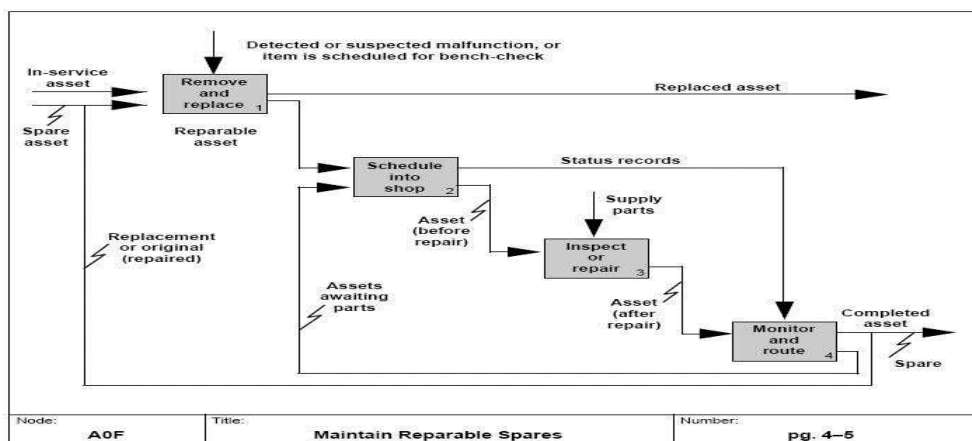 Detected or suspected malfunction, or
item is scheduled for bench-check
In-service
asset
Remove
and
replace
1
Replaced asset
Spare
asset
Reparable
asset
Schedule
into
shop
2
Status records
Supply
parts
Asset
(before
repair)
Replacement
or original
(repaired)
Inspect
or
repair
3
Assets
awaiting
parts
Asset
(after
repair)
Completed
asset
Monitor
and
route
4
Spare
Node:
A0F
Title:
Maintain Reparable Spares
Number:
pg. 4–5